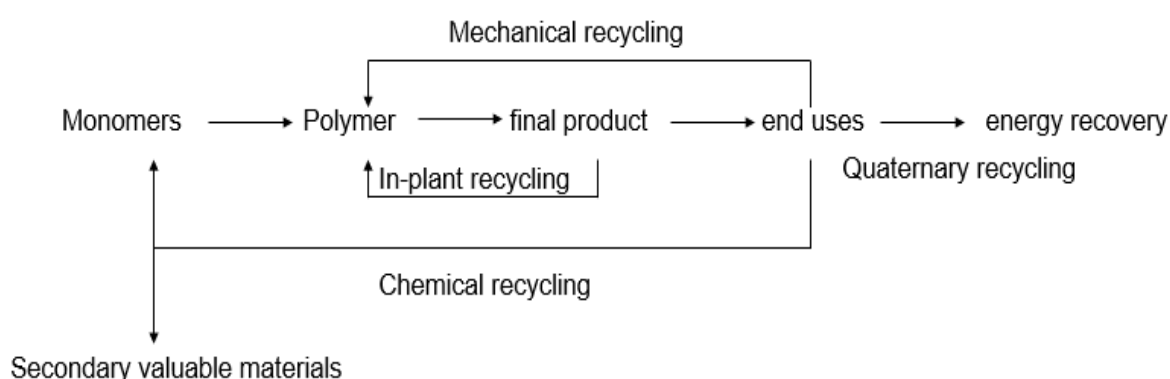 Mechanical recycling
Monomers Polymer final product end uses energy recovery
In-plant recycling Quaternary recycling
Chemical recycling
Secondary valuable materials